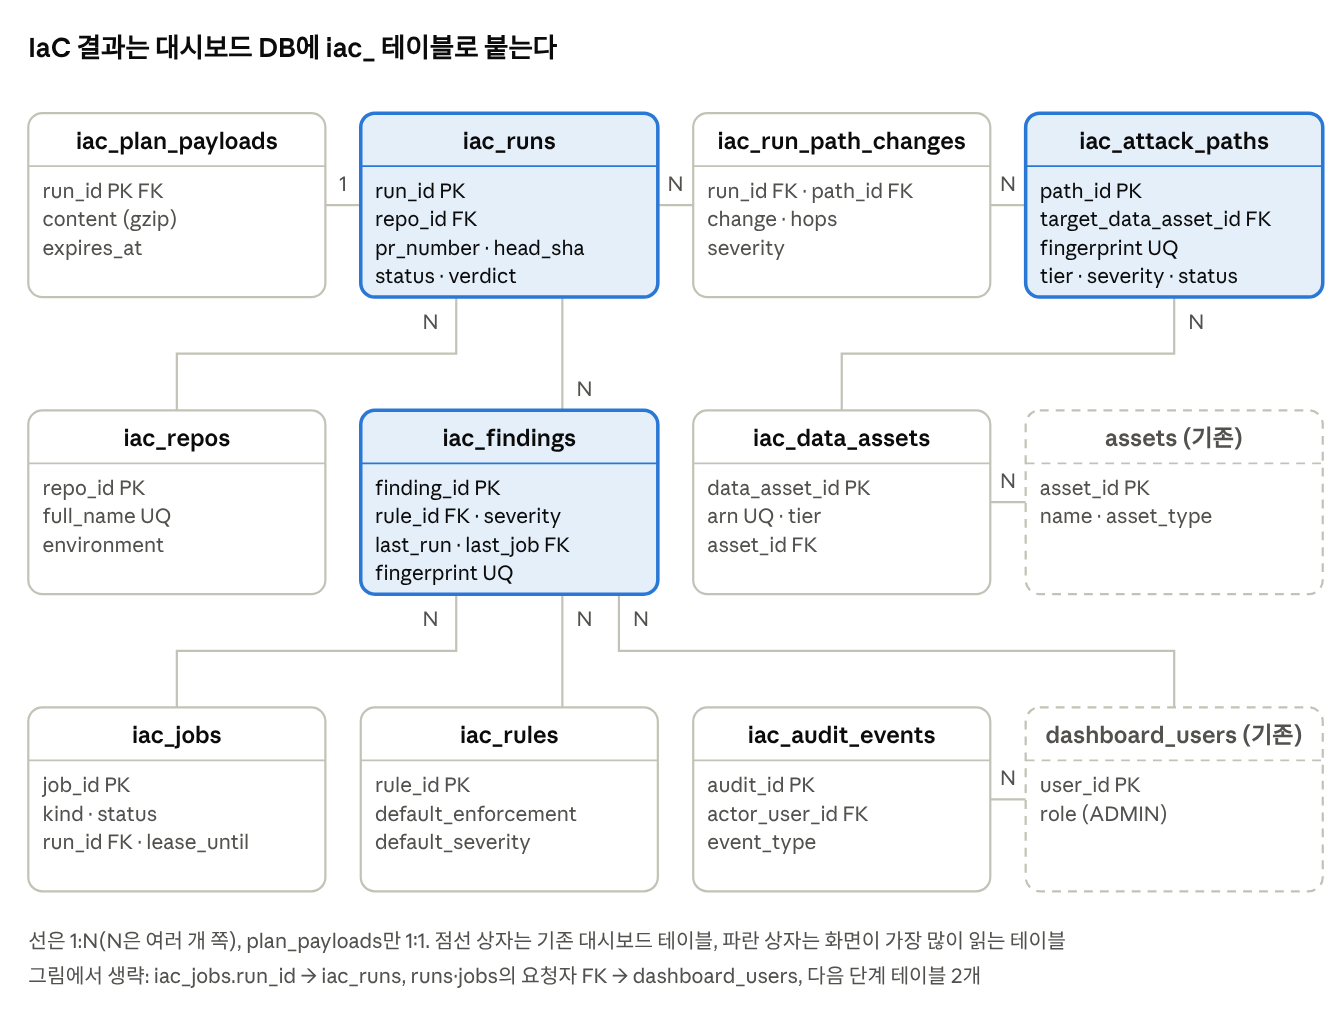 IaC 결과는 대시보드 DB에 iac_ 테이블로 붙는다
iac_plan_payloads
run_id PK FK
content (gzip)
expires_at
1
iac_runs
run_id PK
repo_id FK
pr_number · head_sha
status · verdict
N
iac_run_path_changes
run_id FK · path_id FK
change · hops
severity
N
iac_attack_paths
path_id PK
target_data_asset_id FK
fingerprint UQ
tier · severity · status
N
N
N
iac_repos
repo_id PK
full_name UQ
environment
iac_findings
finding_id PK
rule_id FK · severity
last_run · last_job FK
fingerprint UQ
iac_data_assets
data_asset_id PK
arn UQ · tier
asset_id FK
N
assets (기존)
asset_id PK
name · asset_type
N
N
N
iac_jobs
job_id PK
kind · status
run_id FK · lease_until
iac_rules
rule_id PK
default_enforcement
default_severity
iac_audit_events
audit_id PK
actor_user_id FK
event_type
N
dashboard_users (기존)
user_id PK
role (ADMIN)
선은 1:N(N은 여러 개 쪽), plan_payloads만 1:1. 점선 상자는 기존 대시보드 테이블, 파란 상자는 화면이 가장 많이 읽는 테이블
그림에서 생략: iac_jobs.run_id → iac_runs, runs·jobs의 요청자 FK → dashboard_users, 다음 단계 테이블 2개